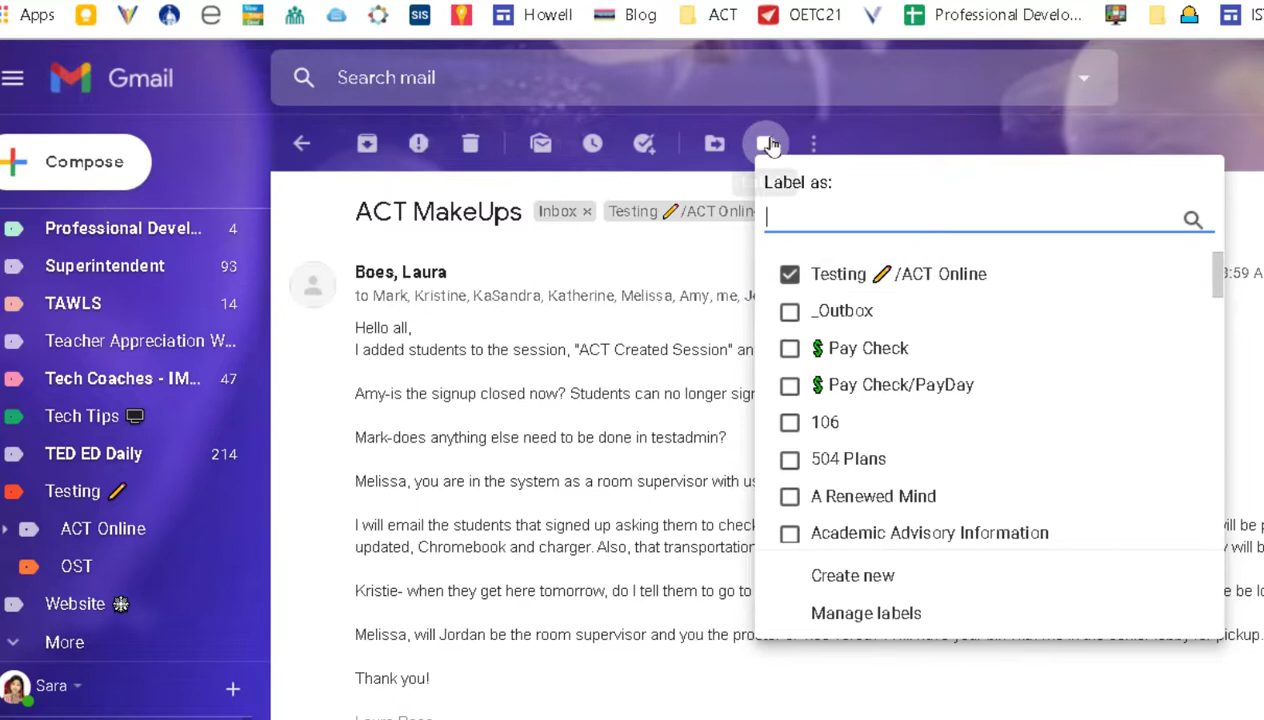 Apps
SIS
Howell
Blog
ACT
OETC21
Professional Develo...
Gmail
Search mail
Compose
Label as:
ACT MakeUps
Inbox ×
Testing ✏️/ACT Onlin
Professional Devel... 4
Superintendent 93
TAWLS 14
Teacher Appreciation W...
Tech Coaches - IM... 47
Tech Tips 🖥️
TED ED Daily 214
Testing ✏️
ACT Online
OST
Website 🕸️
More
Sara
Boes, Laura
to Mark, Kristine, KaSandra, Katherine, Melissa, Amy, me,
Hello all,
I added students to the session, "ACT Created Session"
Amy-is the signup closed now? Students can no longer
Mark-does anything else need to be done in testadmin?
Melissa, you are in the system as a room supervisor with
I will email the students that signed up asking them to
updated, Chromebook and charger. Also, that transportation
Kristie- when they get here tomorrow, do I tell them to go to
Melissa, will Jordan be the room supervisor and you the
pickup.
Thank you!
Testing ✏️/ACT Online
_Outbox
💲 Pay Check
💲 Pay Check/PayDay
106
504 Plans
A Renewed Mind
Academic Advisory Information
Create new
Manage labels